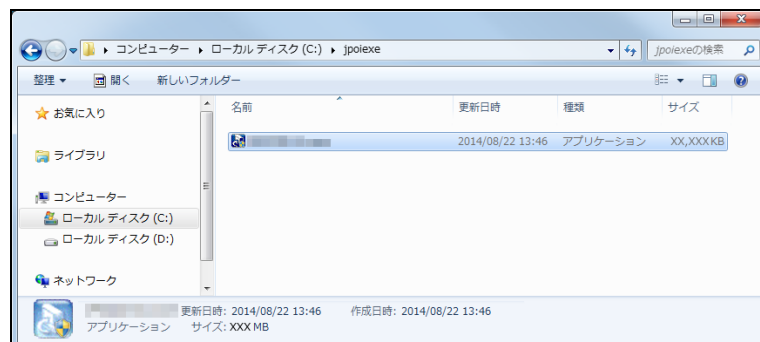 コンピューター ▸ ローカル ディスク (C:) ▸ jpoiexe
jpoiexeの検索
整理 ▼ 開く 新しいフォルダー
名前 更新日時 種類 サイズ
お気に入り
2014/08/22 13:46 アプリケーション XX,XXX KB
ライブラリ
コンピューター
ローカル ディスク (C:)
ローカル ディスク (D:)
ネットワーク
更新日時: 2014/08/22 13:46 作成日時: 2014/08/22 13:46
アプリケーション サイズ: XXX MB